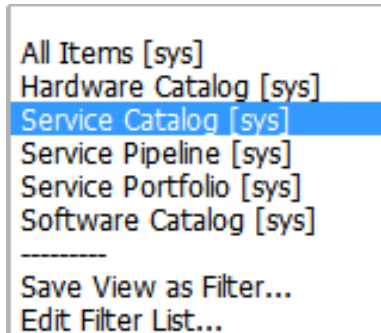 All Items [sys]
Hardware Catalog [sys]
Service Catalog [sys]
Service Pipeline [sys]
Service Portfolio [sys]
Software Catalog [sys]
---------
Save View as Filter...
Edit Filter List...